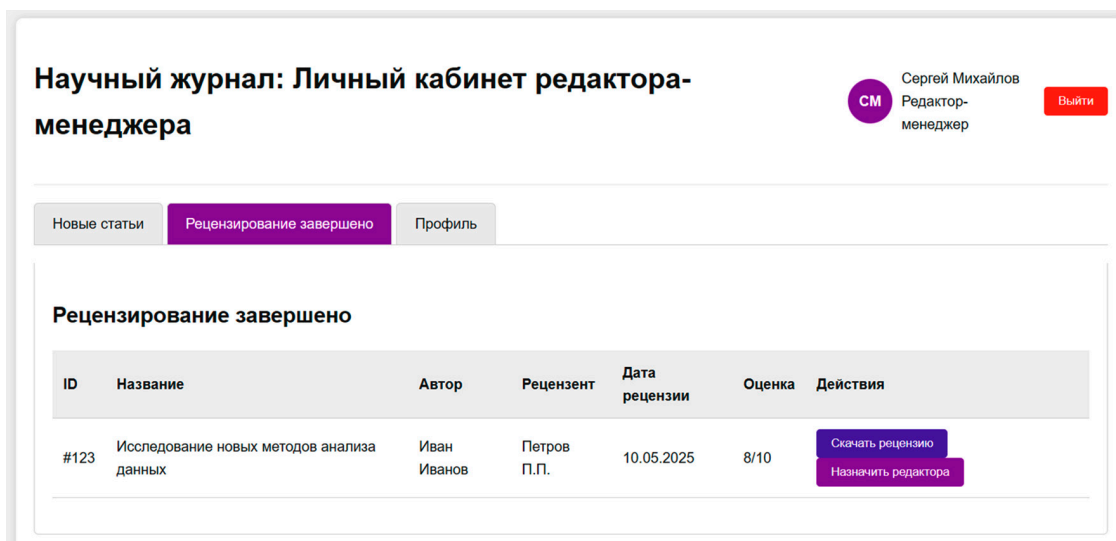 Научный журнал: Личный кабинет редактора-
менеджера
СМ
Сергей Михайлов
Редактор-
менеджер
Выйти
Новые статьи
Рецензирование завершено
Профиль
Рецензирование завершено
ID
Название
Автор
Рецензент
Дата
рецензии
Оценка
Действия
#123
Исследование новых методов анализа
данных
Иван
Иванов
Петров
П.П.
10.05.2025
8/10
Скачать рецензию
Назначить редактора